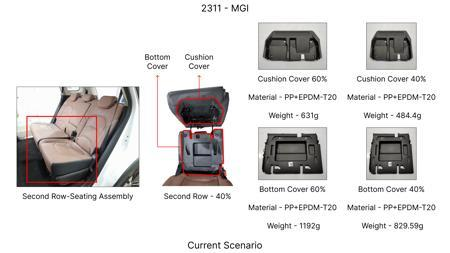 2311 - MGI
Bottom
Cover
Cushion
Cover
Cushion Cover 60%
Material - PP+EPDM-T20
Weight - 631g
Cushion Cover 40%
Material - PP+EPDM-T20
Weight - 484.4g
Second Row-Seating Assembly
Second Row - 40%
Bottom Cover 60%
Material - PP+EPDM-T20
Weight - 1192g
Bottom Cover 40%
Material - PP+EPDM-T20
Weight - 829.59g
Current Scenario